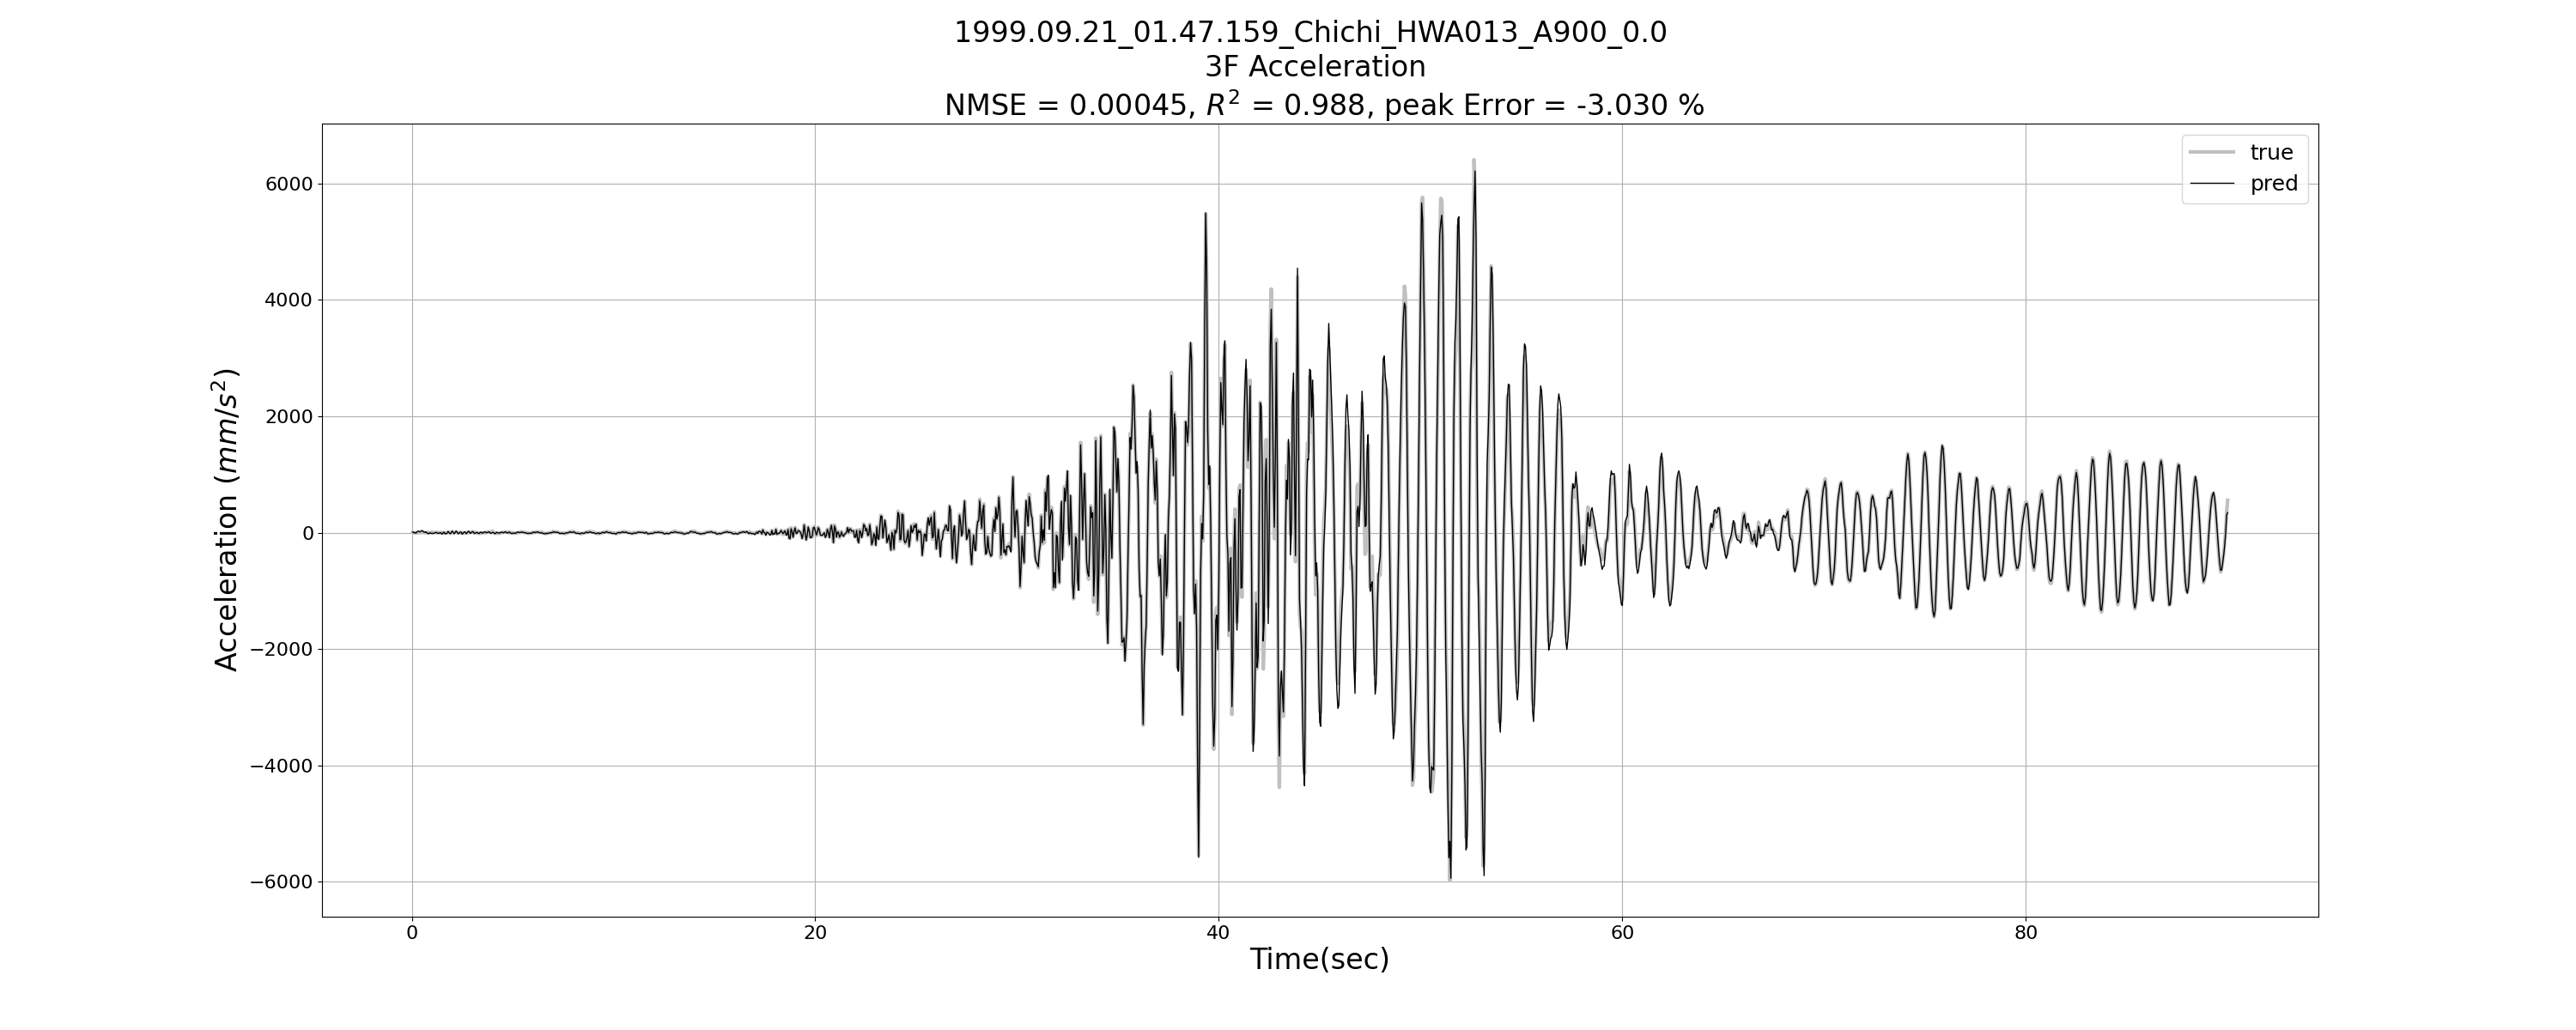 1999.09.21_01.47.159_Chichi_HWA013_A900_0.0
3F Acceleration
NMSE = 0.00045, R² = 0.988, peak Error = -3.030 %
true
pred
6000
4000
2000
0
−2000
−4000
−6000
Acceleration (mm/s²)
0 20 40 60 80
Time(sec)